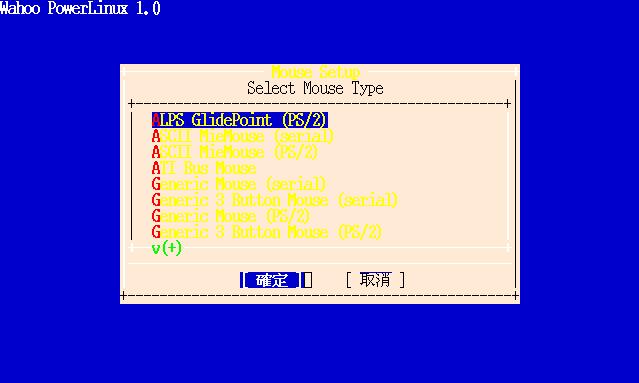 Wahoo PowerLinux 1.0
Mouse Setup
Select Mouse Type
ALPS GlidePoint (PS/2)
ASCII MieMouse (serial)
ASCII MieMouse (PS/2)
ATI Bus Mouse
Generic Mouse (serial)
Generic 3 Button Mouse (serial)
Generic Mouse (PS/2)
Generic 3 Button Mouse (PS/2)
v(+)
[ 確定 ] [ 取消 ]